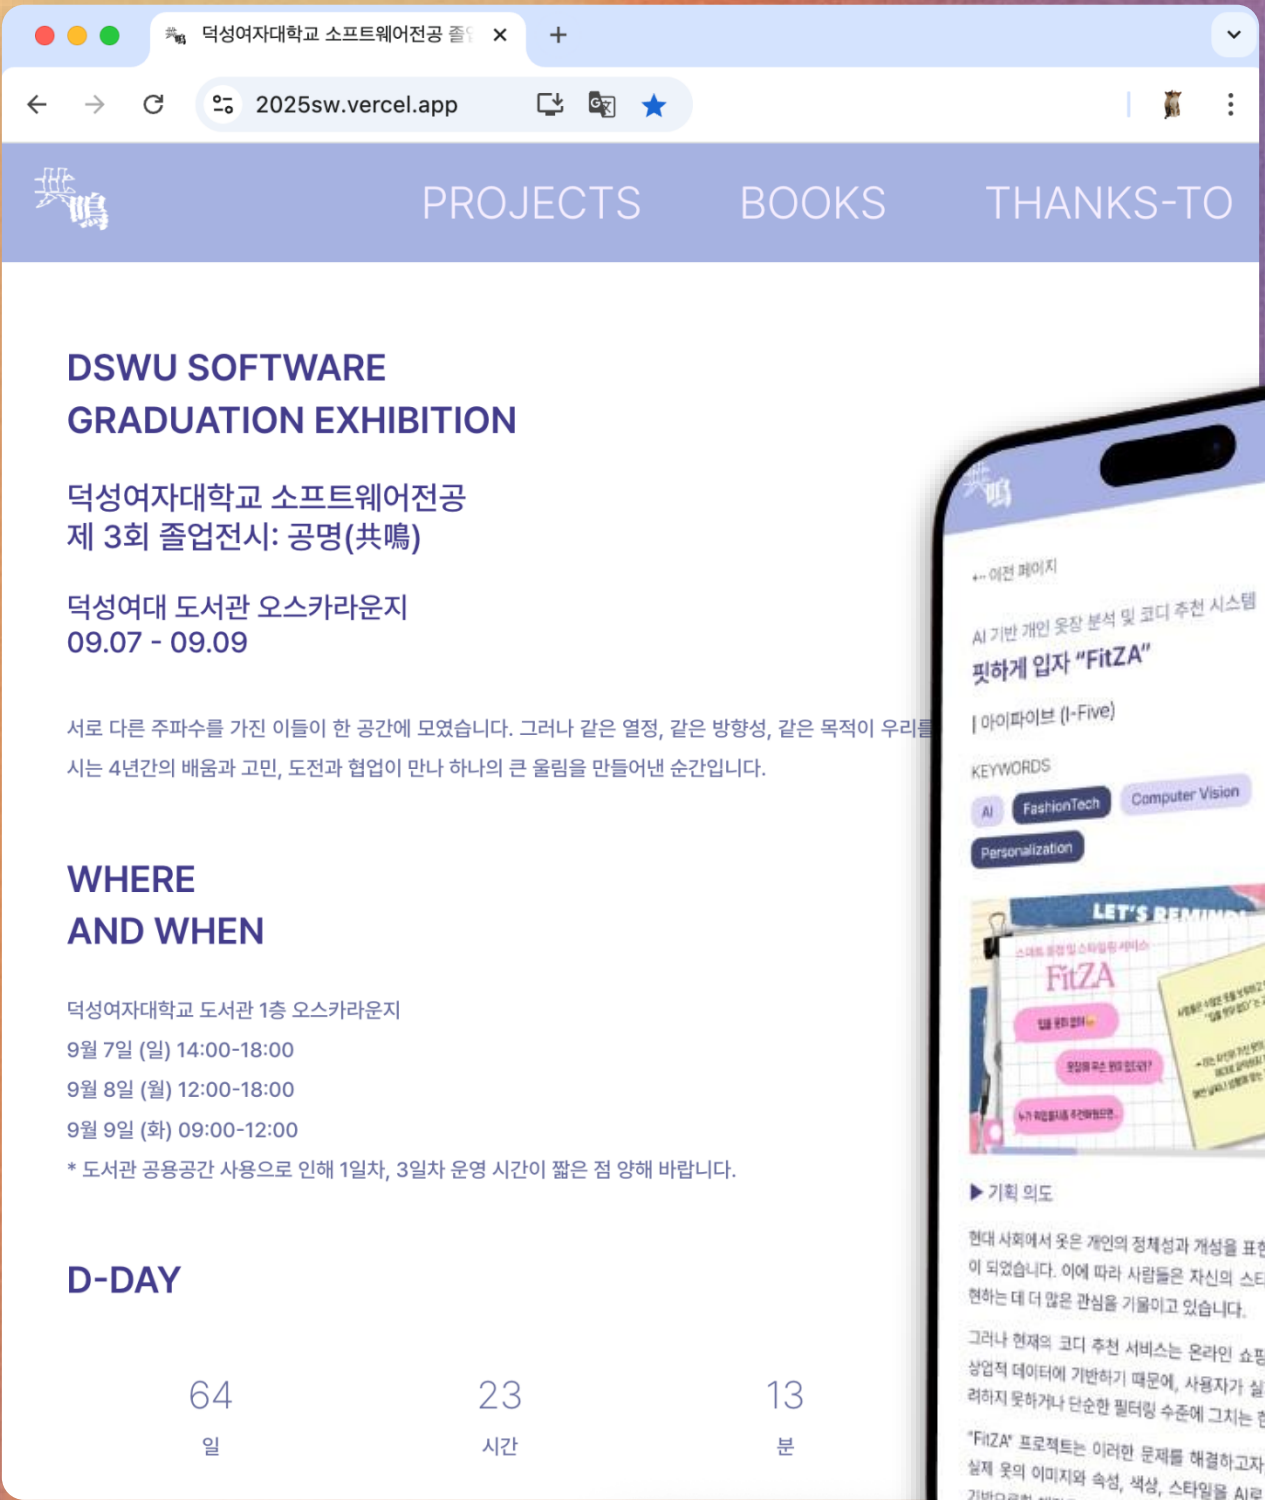 덕성여자대학교 소프트웨어전공
2025sw.vercel.app
共鳴
PROJECTS BOOKS THANKS-TO
DSWU SOFTWARE
GRADUATION EXHIBITION
덕성여자대학교 소프트웨어전공
제 3회 졸업전시: 공명(共鳴)
덕성여대 도서관 오스카라운지
09.07 - 09.09
서로 다른 주파수를 가진 이들이 한 공간에 모였습니다. 그러나 같은 열정, 같은 방향성, 같은 목적이 우리를
시는 4년간의 배움과 고민, 도전과 협업이 만나 하나의 큰 울림을 만들어낸 순간입니다.
WHERE
AND WHEN
덕성여자대학교 도서관 1층 오스카라운지
9월 7일 (일) 14:00-18:00
9월 8일 (월) 12:00-18:00
9월 9일 (화) 09:00-12:00
* 도서관 공용공간 사용으로 인해 1일차, 3일차 운영 시간이 짧은 점 양해 바랍니다.
D-DAY
64 23 13
일 시간 분
共鳴
이전 페이지
AI 기반 개인 옷장 분석 및 코디 추천 시스템
핏하게 입자 “FitZA”
| 아이파이브 (I-Five)
KEYWORDS
AI FashionTech Computer Vision
Personalization
LET'S REMIND!
FitZA
▶ 기획 의도
현대 사회에서 옷은 개인의 정체성과 개성을
이 되었습니다. 이에 따라 사람들은 자신의
현하는 데 더 많은 관심을 기울이고 있습니다.
그러나 현재의 코디 추천 서비스는 온라인
상업적 데이터에 기반하기 때문에, 사용자가
려하지 못하거나 단순한 필터링 수준에 그치는
"FitZA" 프로젝트는 이러한 문제를 해결하고자
실제 옷의 이미지와 속성, 색상, 스타일을